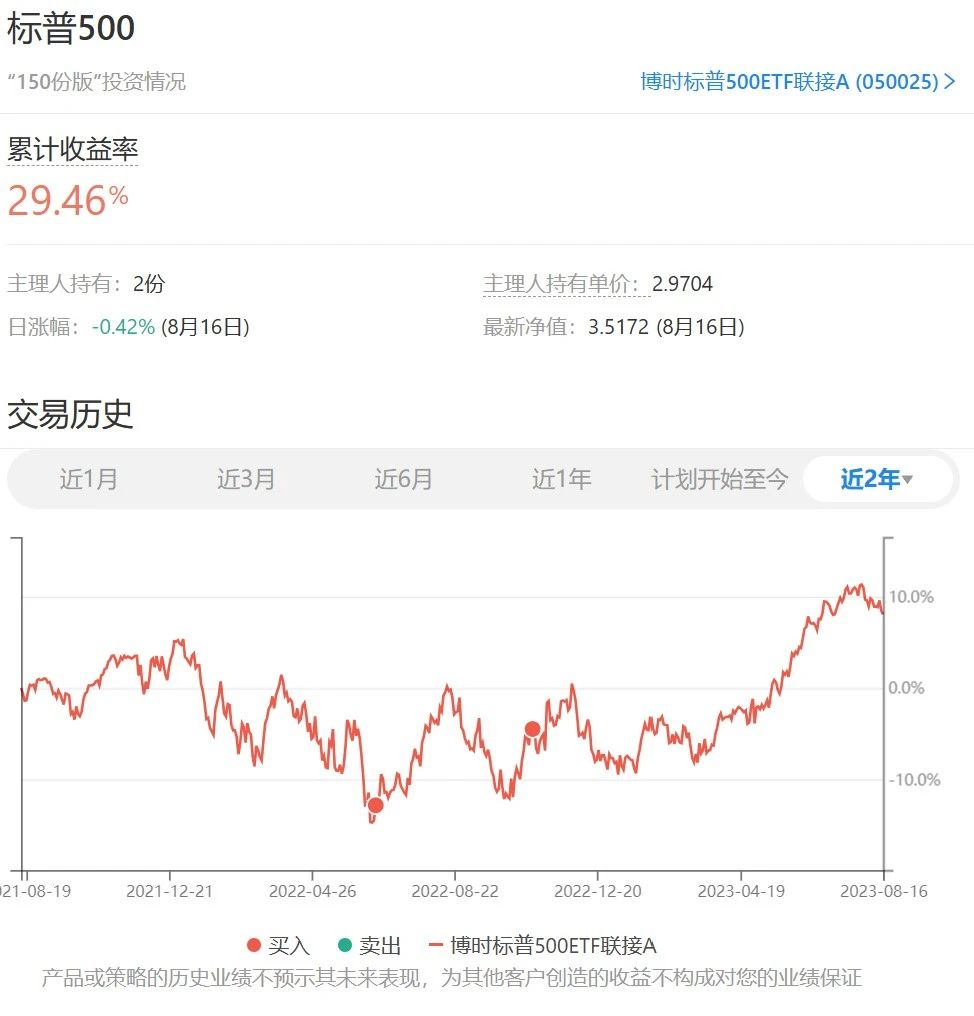 标普500
“150份版”投资情况 博时标普500ETF联接A (050025) >
累计收益率
29.46%
主理人持有：2份 主理人持有单价：2.9704
日涨幅：-0.42% (8月16日) 最新净值：3.5172 (8月16日)
交易历史
近1月 近3月 近6月 近1年 计划开始至今 近2年▾
10.0%
0.0%
-10.0%
021-08-19 2021-12-21 2022-04-26 2022-08-22 2022-12-20 2023-04-19 2023-08-16
买入 卖出 博时标普500ETF联接A
产品或策略的历史业绩不预示其未来表现，为其他客户创造的收益不构成对您的业绩保证